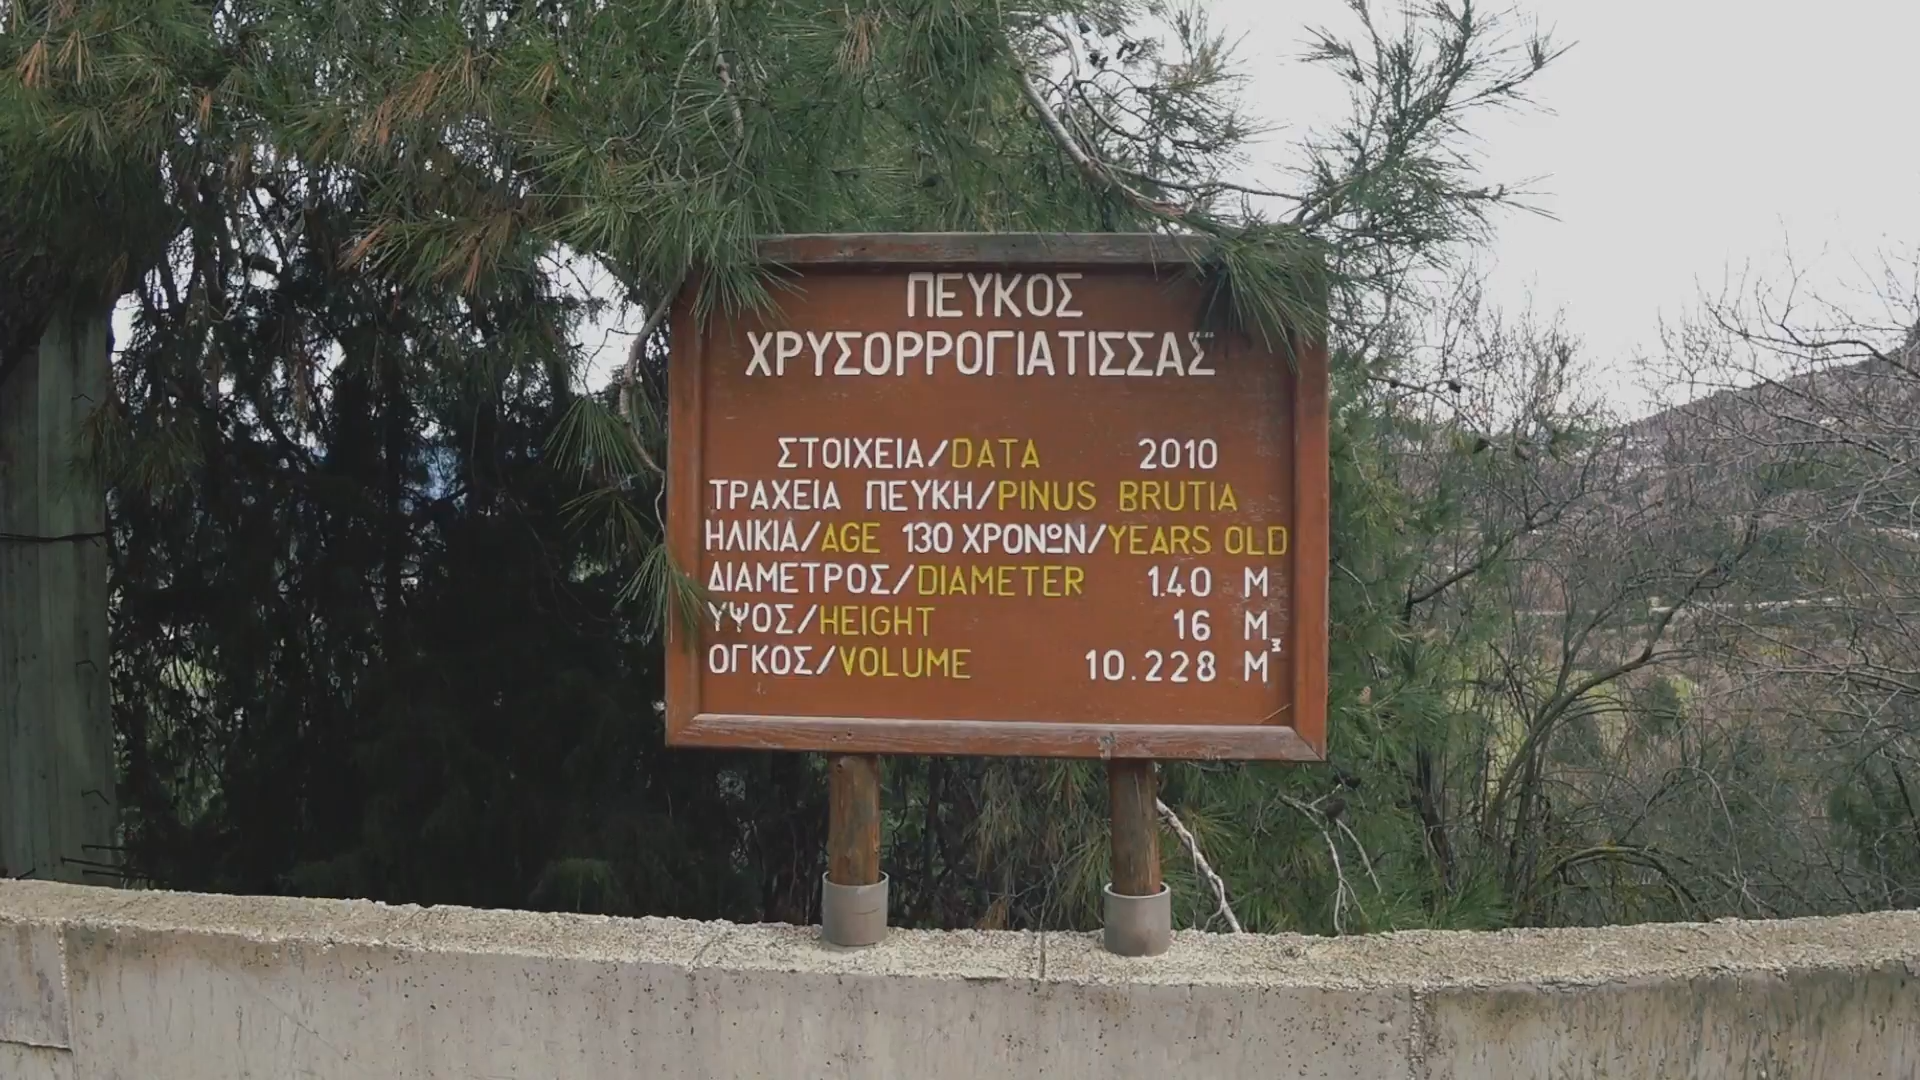 ΠΕΥΚΟΣ
ΧΡΥΣΟΡΡΟΓΙΑΤΙΣΣΑΣ
ΣΤΟΙΧΕΙΑ/DATA 2010
ΤΡΑΧΕΙΑ ΠΕΥΚΗ/PINUS BRUTIA
ΗΛΙΚΙΑ/AGE 130 ΧΡΟΝΩΝ/YEARS OLD
ΔΙΑΜΕΤΡΟΣ/DIAMETER 1.40 M
ΥΨΟΣ/HEIGHT 16 M
ΟΓΚΟΣ/VOLUME 10.228 M³